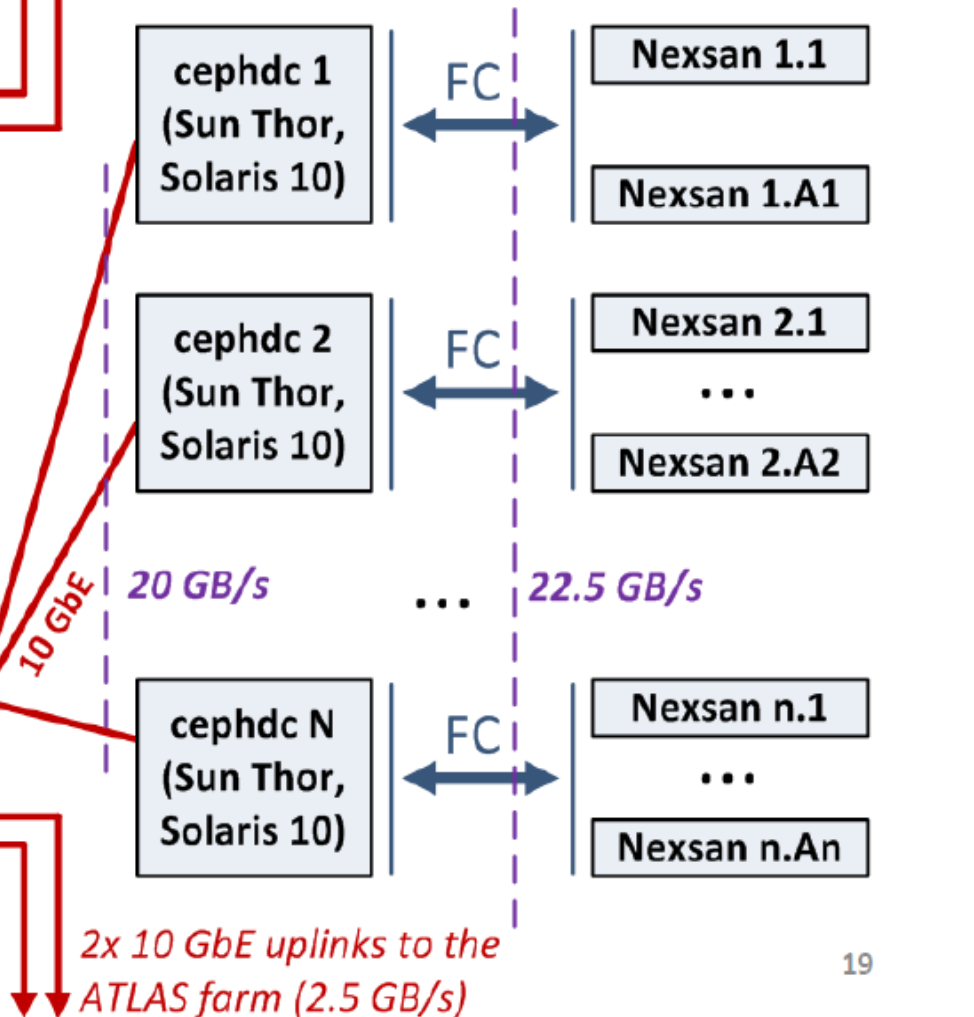 cephdc 1
(Sun Thor,
Solaris 10)
FC
Nexsan 1.1
Nexsan 1.A1
cephdc 2
(Sun Thor,
Solaris 10)
FC
Nexsan 2.1
...
Nexsan 2.A2
10 GbE
20 GB/s
...
22.5 GB/s
cephdc N
(Sun Thor,
Solaris 10)
FC
Nexsan n.1
...
Nexsan n.An
2x 10 GbE uplinks to the
ATLAS farm (2.5 GB/s)
19